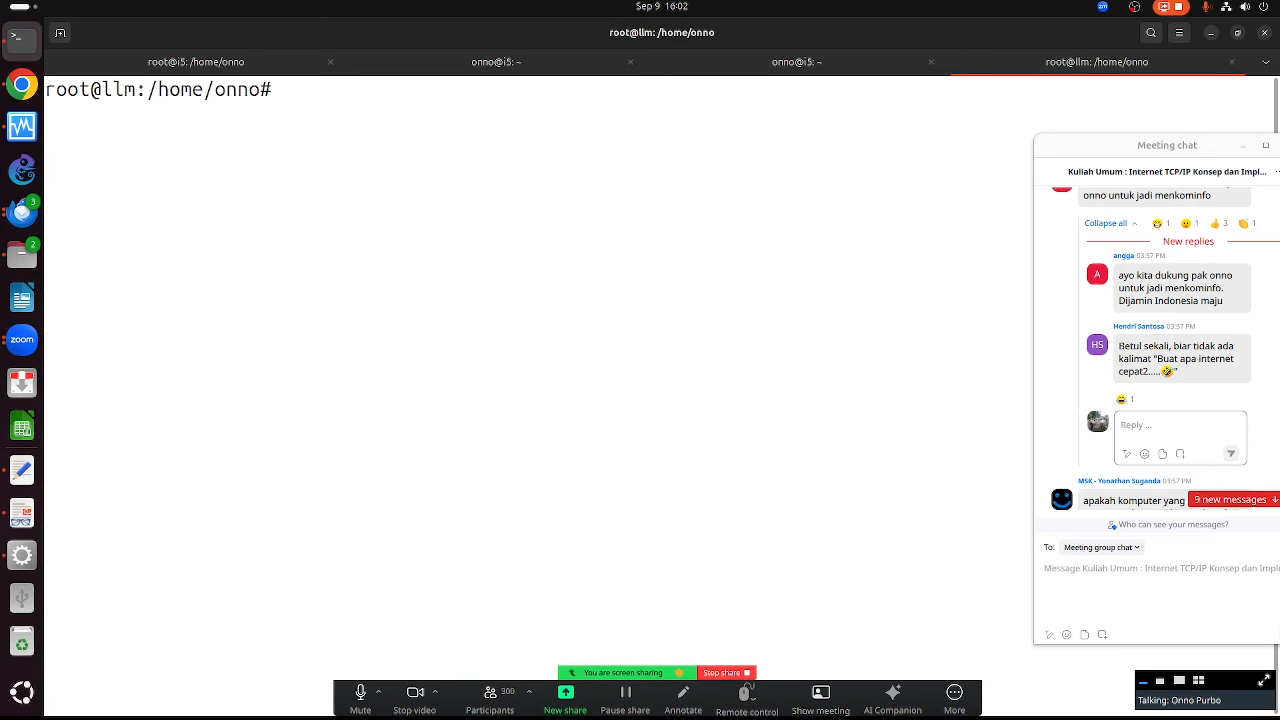 Sep 9 16:02
zm
root@llm: /home/onno
root@i5: /home/onno
onno@i5: ~
onno@i5: ~
root@llm: /home/onno
root@llm:/home/onno#
3
2
zoom
Meeting chat
Kuliah Umum : Internet TCP/IP Konsep dan Impl...
onno untuk jadi menkominfo
Collapse all
😁 1 😮 1 👍 3 👏 1
New replies
angga 03:57 PM
A
ayo kita dukung pak onno
untuk jadi menkominfo.
Dijamin Indonesia maju
Hendri Santosa 03:57 PM
HS
Betul sekali, biar tidak ada
kalimat "Buat apa internet
cepat2.....🤣"
😄 1
Reply ...
MSK - Yonathan Suganda 03:57 PM
apakah komputer yang
9 new messages ↓
Who can see your messages?
To: Meeting group chat
Message Kuliah Umum : Internet TCP/IP Konsep dan Imple
You are screen sharing
Stop share
Mute
Stop video
300
Participants
New share
Pause share
Annotate
Remote control
Show meeting
AI Companion
More
Talking: Onno Purbo